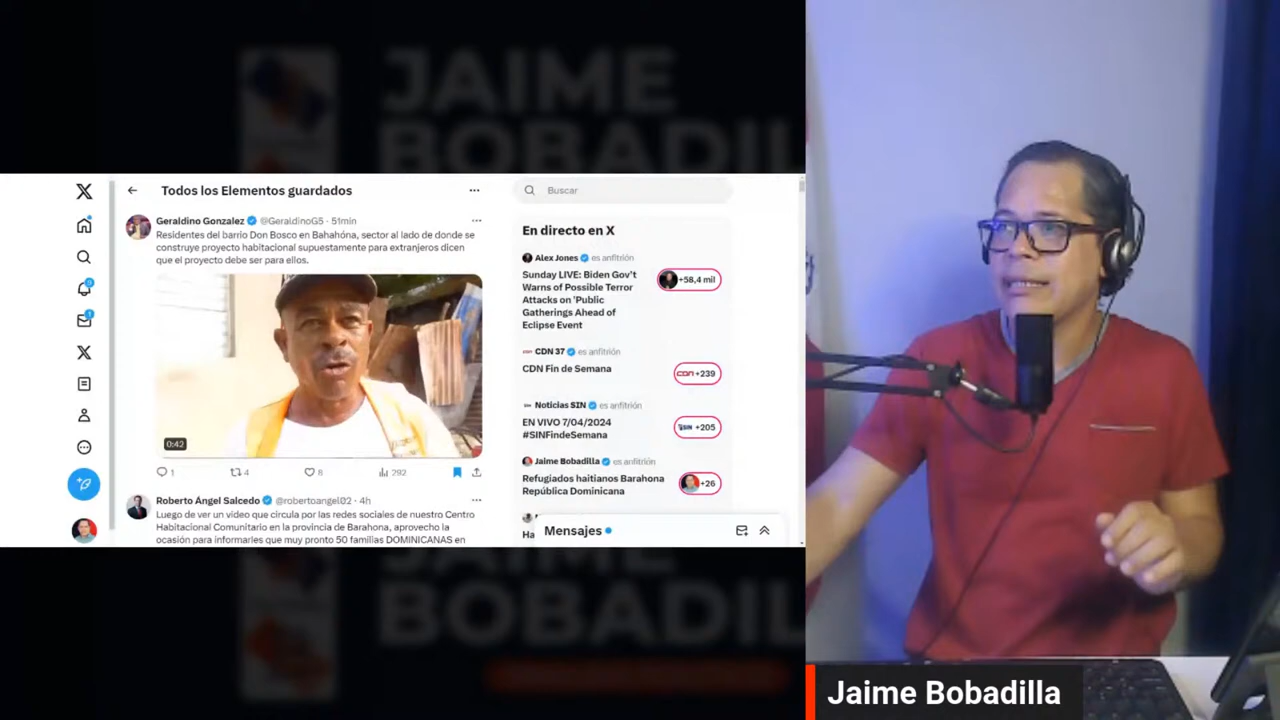 JAIME
BOBADIL
Todos los Elementos guardados
Buscar
Geraldino Gonzalez @GeraldinoG5 · 51min
Residentes del barrio Don Bosco en Bahahóna, sector al lado de donde se
construye proyecto habitacional supuestamente para extranjeros dicen
que el proyecto debe ser para ellos.
0:42
1
4
8
292
Roberto Ángel Salcedo @robertoangel02 · 4h
Luego de ver un video que circula por las redes sociales de nuestro Centro
Habitacional Comunitario en la provincia de Barahona, aprovecho la
ocasión para informarles que muy pronto 50 familias DOMINICANAS en
En directo en X
Alex Jones es anfitrión
Sunday LIVE: Biden Gov't
Warns of Possible Terror
Attacks on 'Public
Gatherings Ahead of
Eclipse Event
+58,4 mil
CDN 37 es anfitrión
CDN Fin de Semana
CDN +239
Noticias SIN es anfitrión
EN VIVO 7/04/2024
#SINFindeSemana
SIN +205
Jaime Bobadilla es anfitrión
Refugiados haitianos Barahona
República Dominicana
+26
Ha
Mensajes
BOBADIL
Jaime Bobadilla